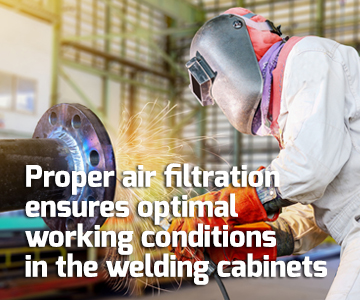 Proper air filtration
ensures optimal
working conditions
in the welding cabinets